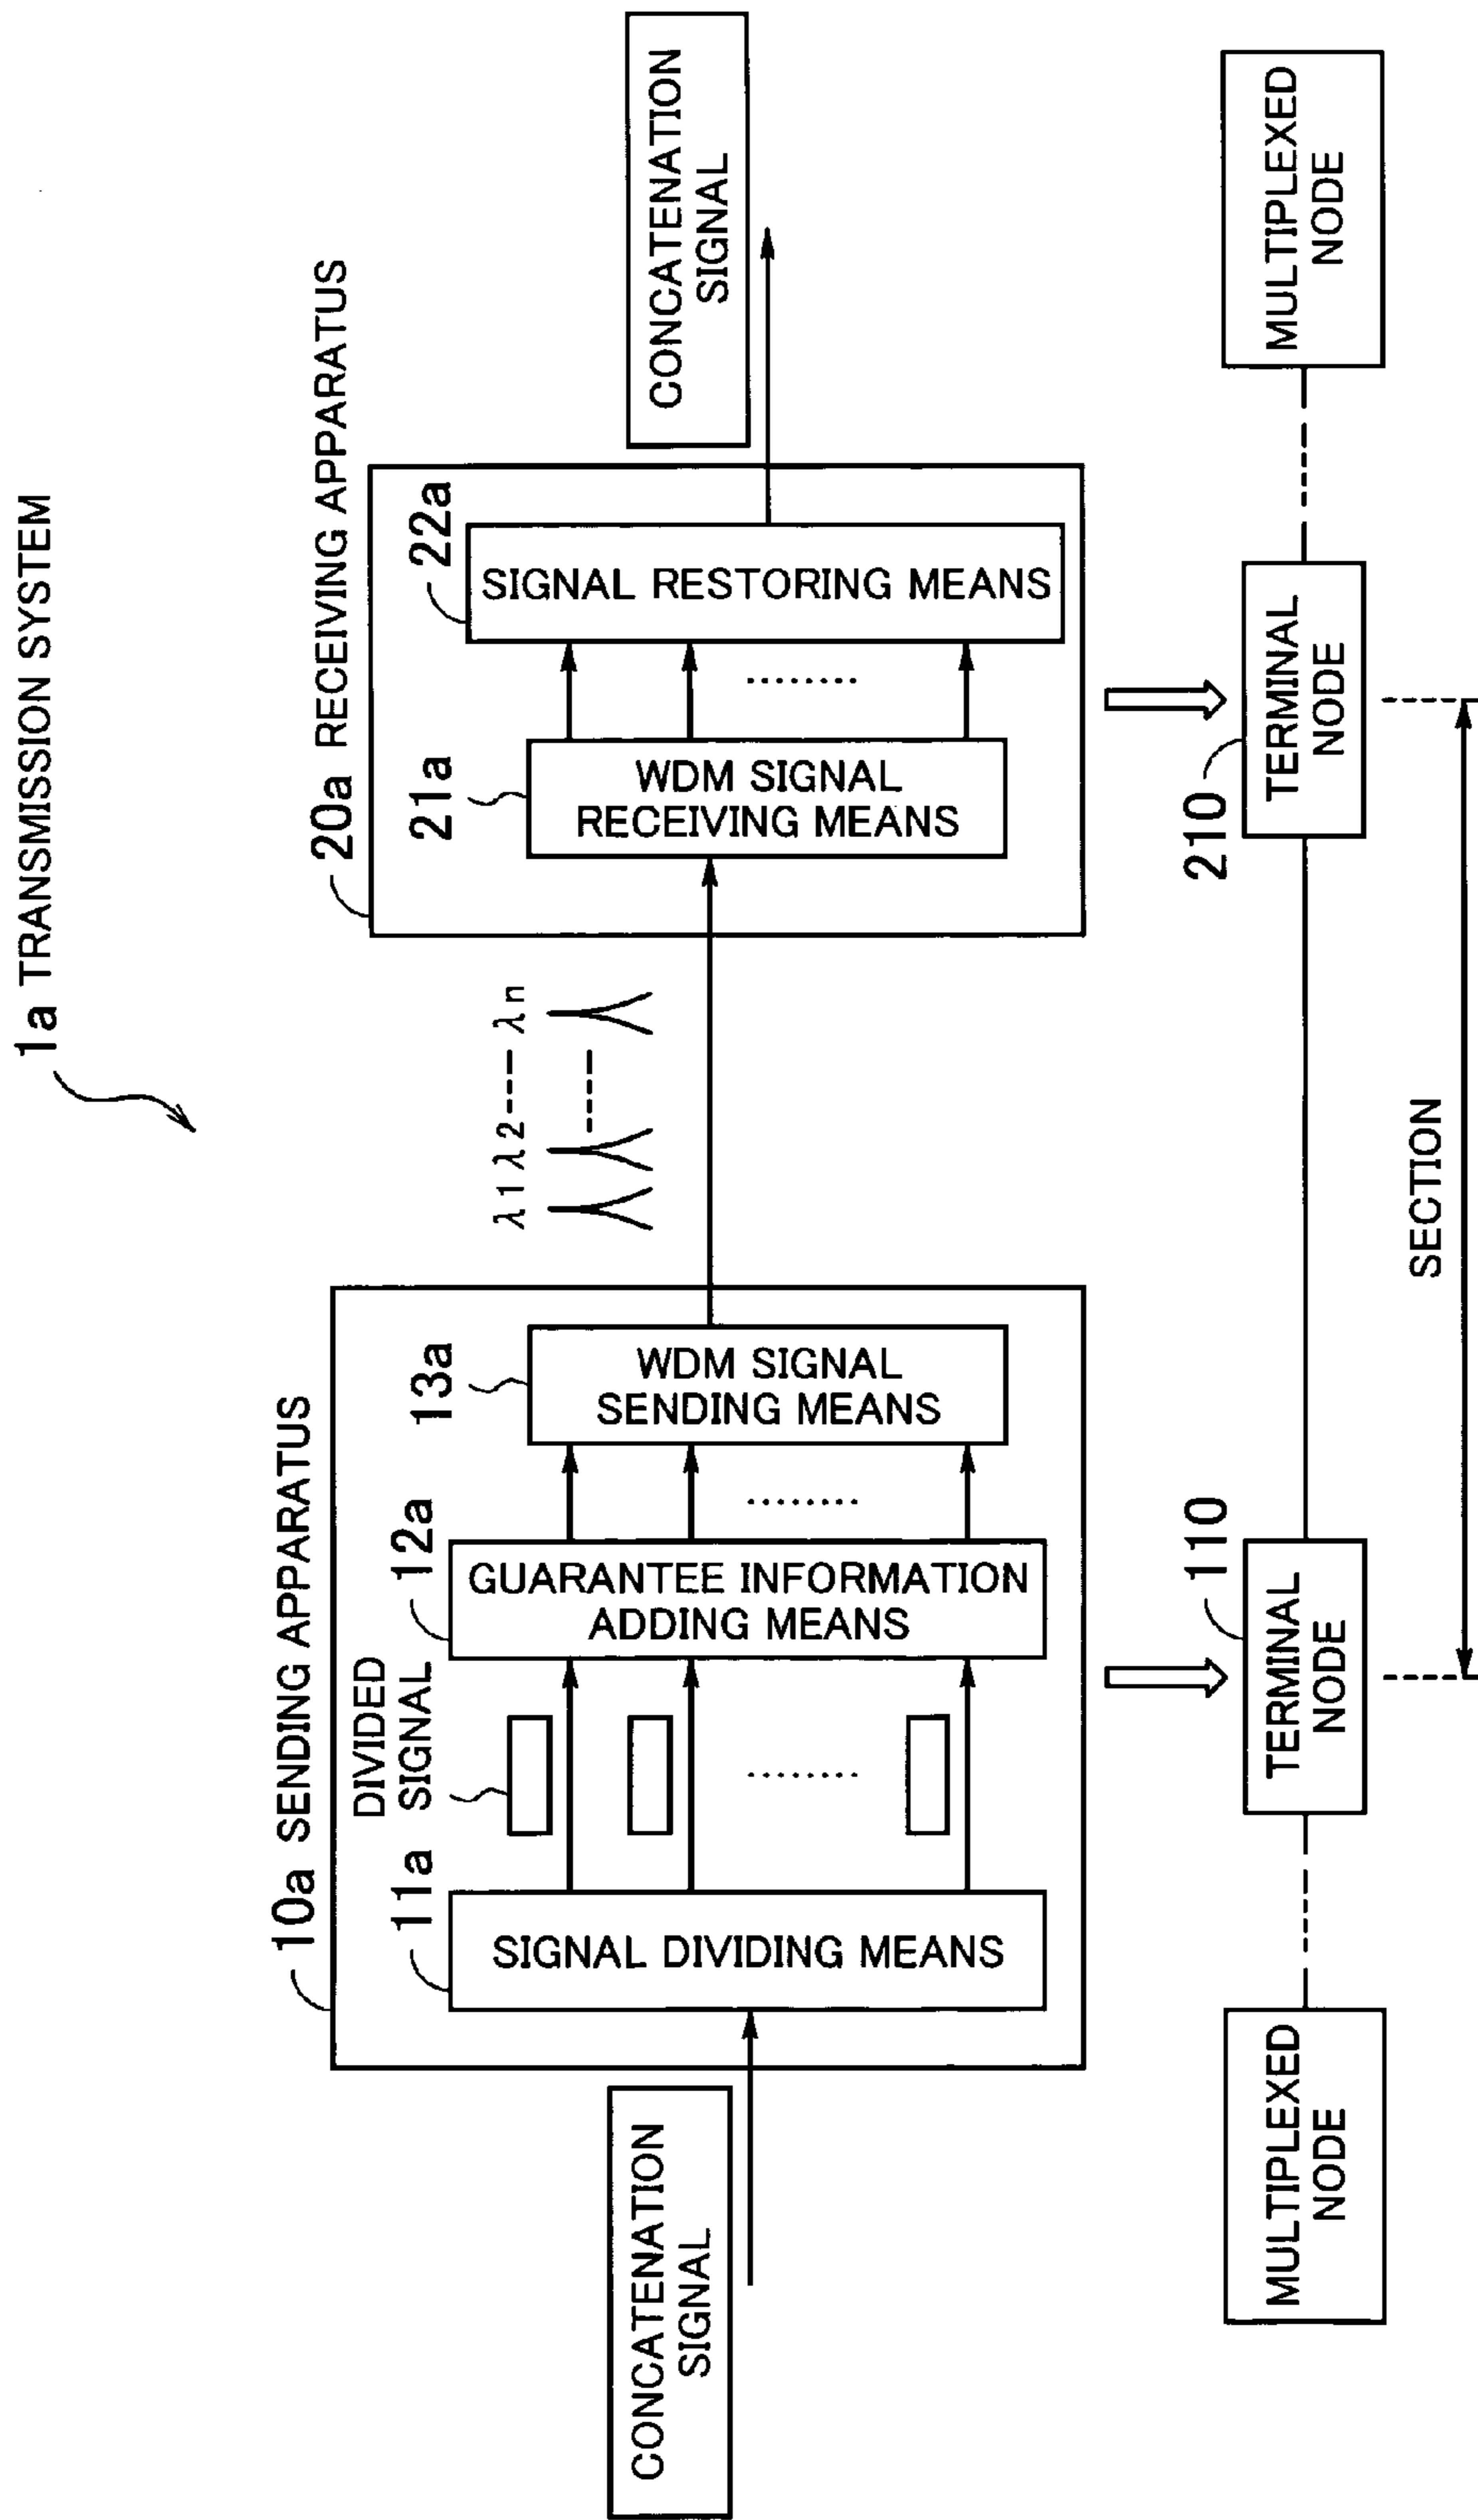 1a TRANSMISSION SYSTEM
10a SENDING APPARATUS
20a RECEIVING APPARATUS
DIVIDED
SIGNAL
11a
12a
13a
21a
22a
λ1 λ2 λn
CONCATENATION
SIGNAL
SIGNAL DIVIDING MEANS
GUARANTEE INFORMATION
ADDING MEANS
WDM SIGNAL
SENDING MEANS
WDM SIGNAL
RECEIVING MEANS
SIGNAL RESTORING MEANS
CONCATENATION
SIGNAL
110
210
MULTIPLEXED
NODE
TERMINAL
NODE
TERMINAL
NODE
MULTIPLEXED
NODE
SECTION